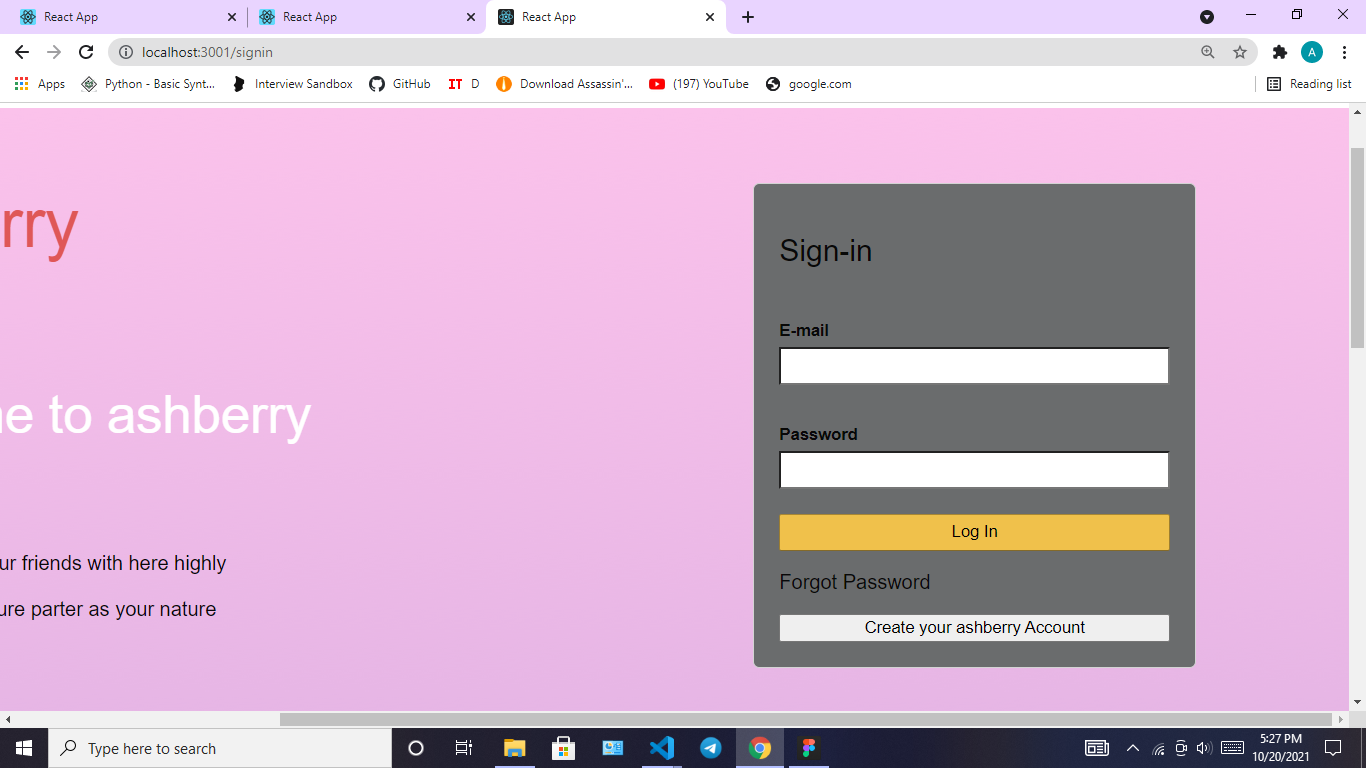 React App
React App
React App
localhost:3001/signin
A
Apps
Python - Basic Synt...
Interview Sandbox
GitHub
IT D
Download Assassin'...
(197) YouTube
google.com
Reading list
rry
Sign-in
E-mail
ne to ashberry
Password
Log In
ur friends with here highly
Forgot Password
ure parter as your nature
Create your ashberry Account
Type here to search
5:27 PM
10/20/2021